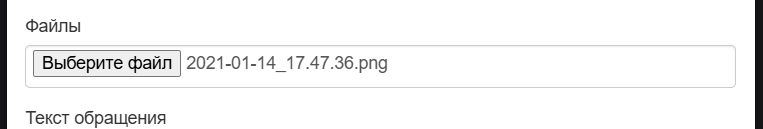 Файлы
Выберите файл 2021-01-14_17.47.36.png
Текст обращения